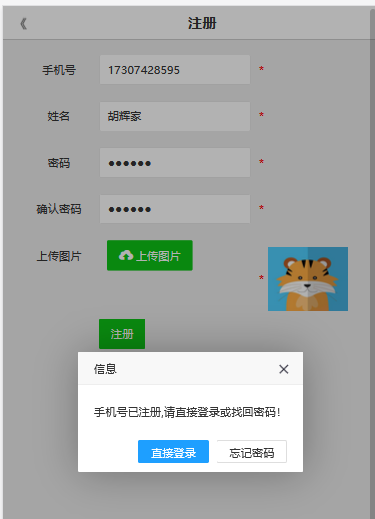 《 注册
手机号 17307428595 *
姓名 胡辉家 *
密码 ●●●●●● *
确认密码 ●●●●●● *
上传图片 上传图片 *
注册
信息 ×
手机号已注册,请直接登录或找回密码!
直接登录 忘记密码